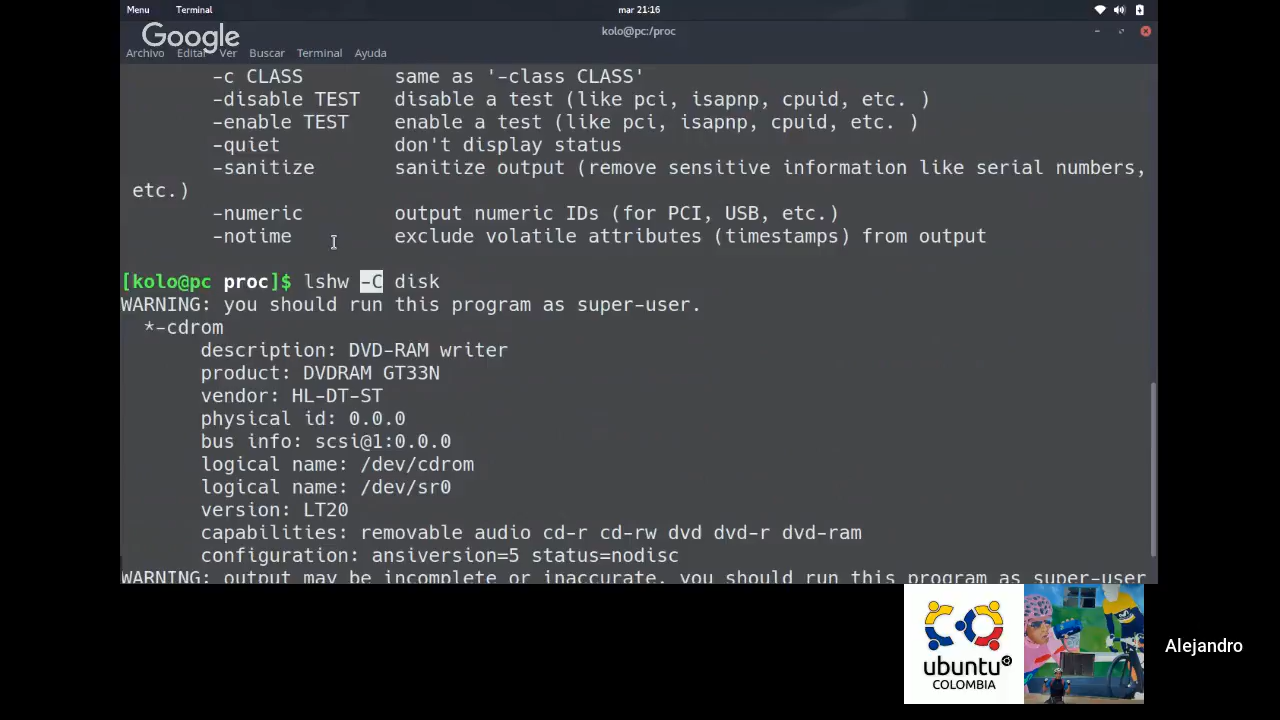 Menu Terminal mar 21:16
Google
kolo@pc:/proc
Archivo Editar Ver Buscar Terminal Ayuda
-c CLASS same as '-class CLASS'
-disable TEST disable a test (like pci, isapnp, cpuid, etc. )
-enable TEST enable a test (like pci, isapnp, cpuid, etc. )
-quiet don't display status
-sanitize sanitize output (remove sensitive information like serial numbers,
etc.)
-numeric output numeric IDs (for PCI, USB, etc.)
-notime exclude volatile attributes (timestamps) from output
[kolo@pc proc]$ lshw -C disk
WARNING: you should run this program as super-user.
*-cdrom
description: DVD-RAM writer
product: DVDRAM GT33N
vendor: HL-DT-ST
physical id: 0.0.0
bus info: scsi@1:0.0.0
logical name: /dev/cdrom
logical name: /dev/sr0
version: LT20
capabilities: removable audio cd-r cd-rw dvd dvd-r dvd-ram
configuration: ansiversion=5 status=nodisc
WARNING: output may be incomplete or inaccurate, you should run this program as super-user
ubuntu
COLOMBIA
Alejandro